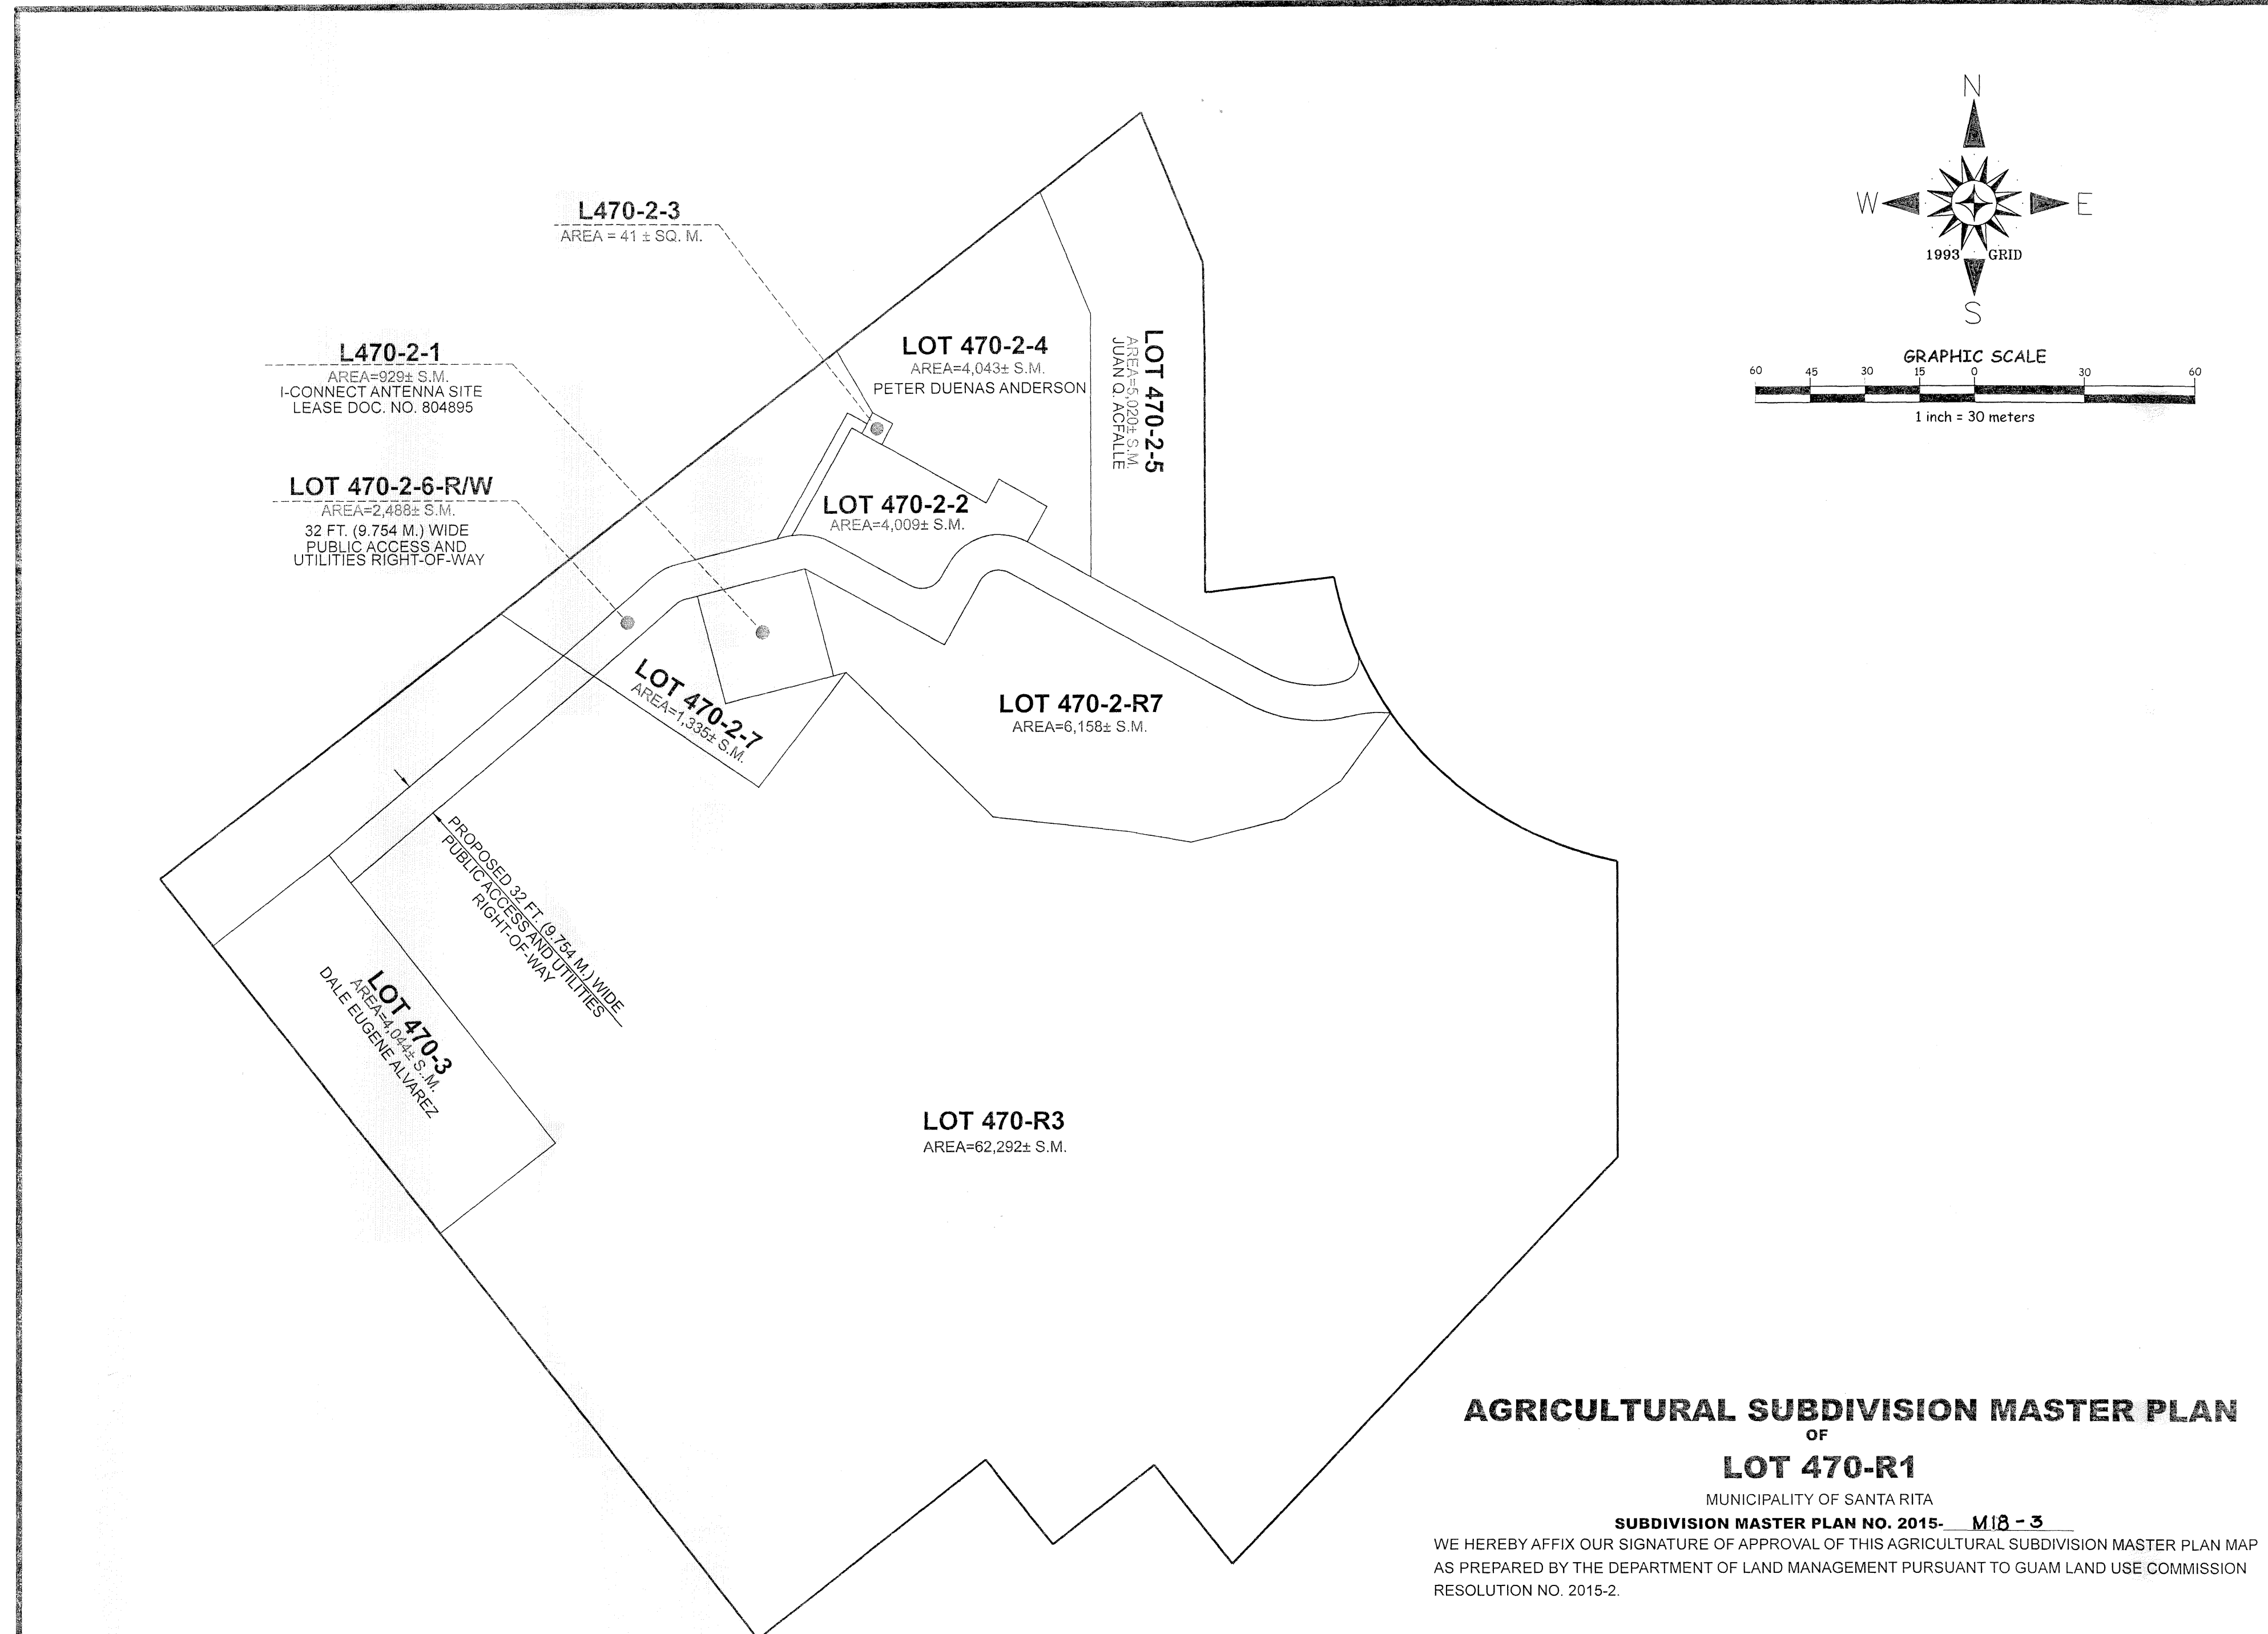 N
W
E
1993 GRID
S
GRAPHIC SCALE
60 45 30 15 0 30 60
1 inch = 30 meters
L470-2-3
AREA = 41 ± SQ. M.
L470-2-1
AREA=929± S.M.
I-CONNECT ANTENNA SITE
LEASE DOC. NO. 804895
LOT 470-2-6-R/W
AREA=2,488± S.M.
32 FT. (9.754 M.) WIDE
PUBLIC ACCESS AND
UTILITIES RIGHT-OF-WAY
LOT 470-2-4
AREA=4,043± S.M.
PETER DUENAS ANDERSON
LOT 470-2-5
AREA=5,020± S.M.
JUAN Q. ACFALLE
LOT 470-2-2
AREA=4,009± S.M.
LOT 470-2-7
AREA=1,335± S.M.
LOT 470-2-R7
AREA=6,158± S.M.
PROPOSED 32 FT. (9.754 M.) WIDE
PUBLIC ACCESS AND UTILITIES
RIGHT-OF-WAY
LOT 470-3
AREA=4,044± S..M.
DALE EUGENE ALVAREZ
LOT 470-R3
AREA=62,292± S.M.
AGRICULTURAL SUBDIVISION MASTER PLAN
OF
LOT 470-R1
MUNICIPALITY OF SANTA RITA
SUBDIVISION MASTER PLAN NO. 2015- M18-3
WE HEREBY AFFIX OUR SIGNATURE OF APPROVAL OF THIS AGRICULTURAL SUBDIVISION MASTER PLAN MAP
AS PREPARED BY THE DEPARTMENT OF LAND MANAGEMENT PURSUANT TO GUAM LAND USE COMMISSION
RESOLUTION NO. 2015-2.